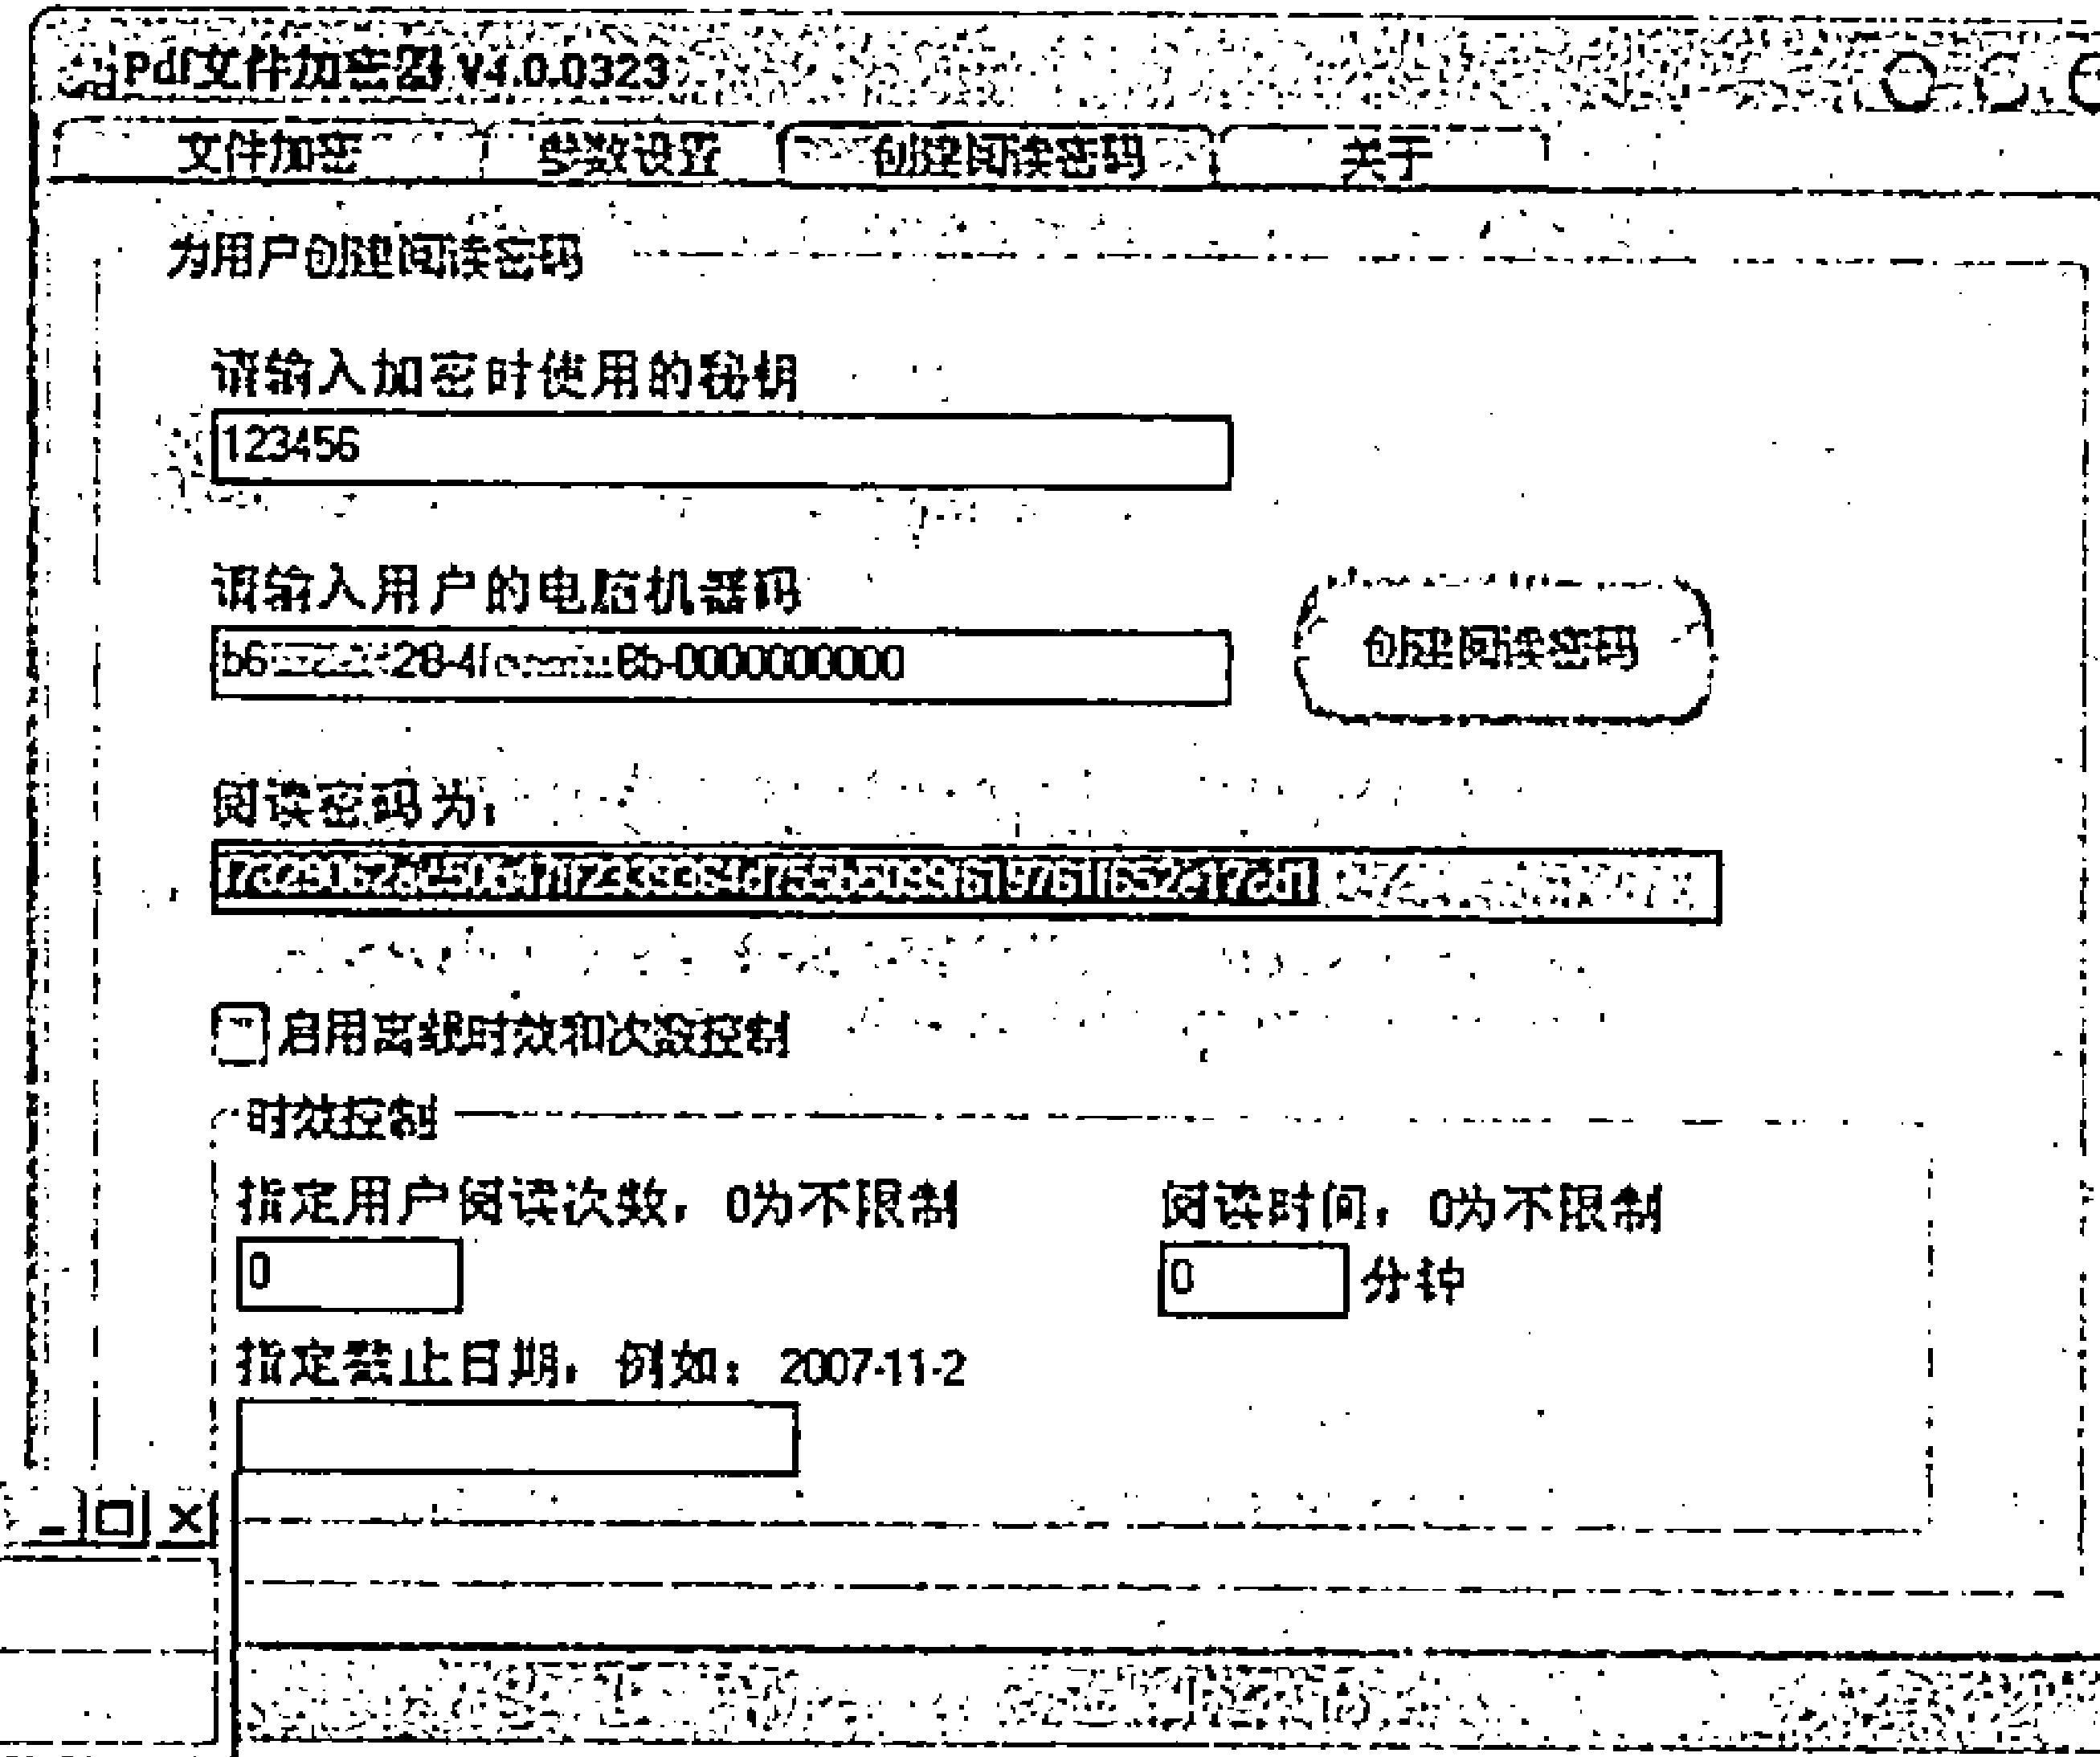 Pdf文件加密器 V4.0.0323
文件加密 参数设置 创建阅读密码 关于
为用户创建阅读密码
请输入加密时使用的秘钥
123456
请输入用户的电脑机器码
创建阅读密码
阅读密码为:
启用离线时效和次数控制
时效控制
指定用户阅读次数，0为不限制 阅读时间，0为不限制
0 0 分钟
指定禁止日期，例如：2007-11-2